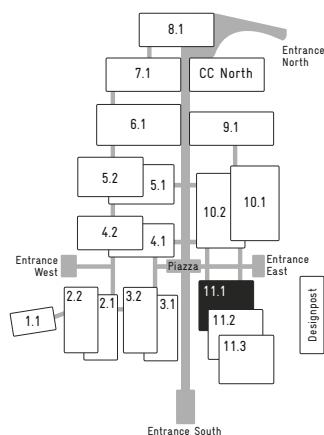 8.1
Entrance
North
7.1
CC North
6.1
9.1
5.2
5.1
10.2
10.1
4.2
4.1
Entrance
West
Piazza
Entrance
East
2.2
2.1
3.2
3.1
1.1
11.1
11.2
11.3
Designpost
Entrance South